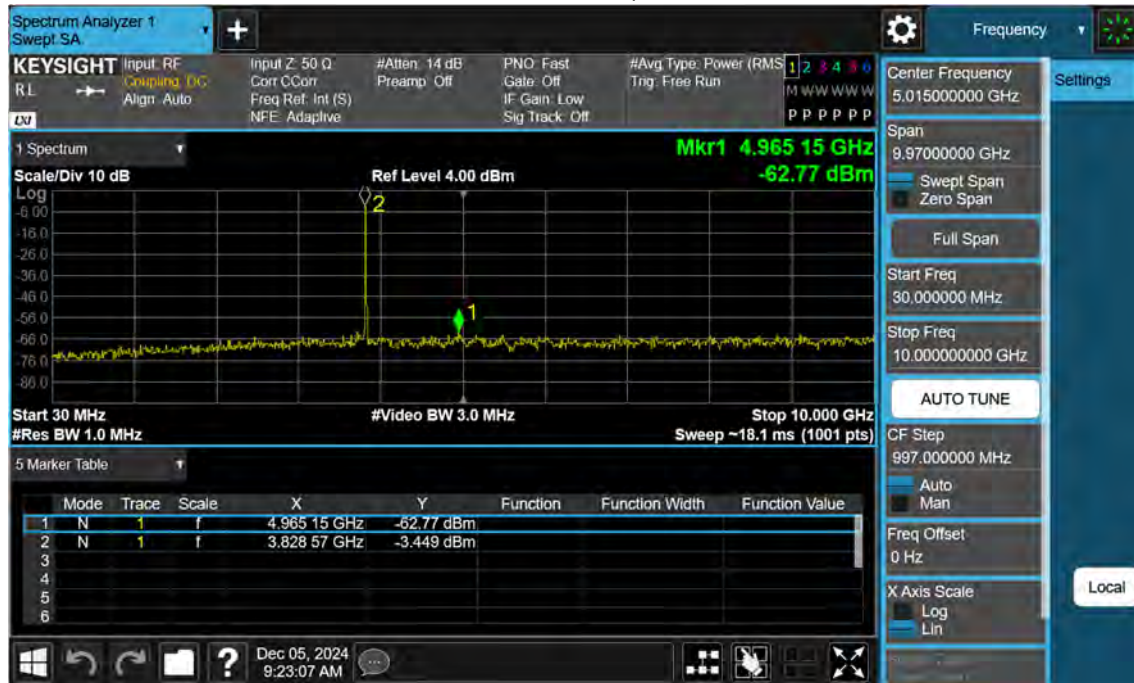 Spectrum Analyzer 1
Swept SA
Frequency
KEYSIGHT
RL
LXI
Input: RF
Coupling: DC
Align: Auto
Input Z: 50 Ω
Corr CCorr
Freq Ref: Int (S)
NFE: Adaptive
#Atten: 14 dB
Preamp: Off
PNO: Fast
Gate: Off
IF Gain: Low
Sig Track: Off
#Avg Type: Power (RMS
Trig: Free Run
1 2 3 4 5 6
M W W W W W
P P P P P P
1 Spectrum
Mkr1 4.965 15 GHz
-62.77 dBm
Scale/Div 10 dB
Ref Level 4.00 dBm
Log
-6.00
-16.0
-26.0
-36.0
-46.0
-56.0
-66.0
-76.0
-86.0
2
1
Start 30 MHz
#Video BW 3.0 MHz
Stop 10.000 GHz
#Res BW 1.0 MHz
Sweep ~18.1 ms (1001 pts)
5 Marker Table
Mode Trace Scale X Y Function Function Width Function Value
1 N 1 f 4.965 15 GHz -62.77 dBm
2 N 1 f 3.828 57 GHz -3.449 dBm
3
4
5
6
Dec 05, 2024
9:23:07 AM
Center Frequency
5.015000000 GHz
Span
9.97000000 GHz
Swept Span
Zero Span
Full Span
Start Freq
30.000000 MHz
Stop Freq
10.000000000 GHz
AUTO TUNE
CF Step
997.000000 MHz
Auto
Man
Freq Offset
0 Hz
X Axis Scale
Log
Lin
Settings
Local